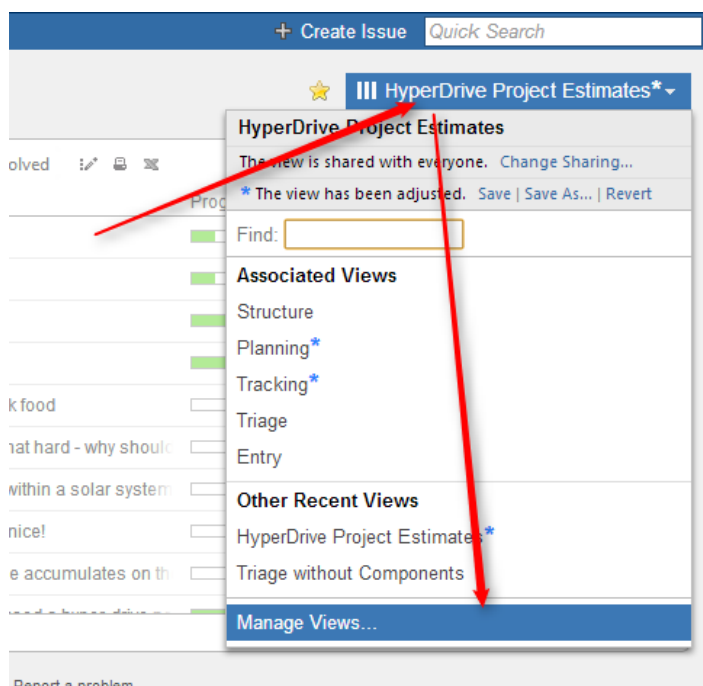 + Create Issue Quick Search
HyperDrive Project Estimates*
HyperDrive Project Estimates
olved
The view is shared with everyone. Change Sharing...
* The view has been adjusted. Save | Save As... | Revert
Prog
Find:
Associated Views
Structure
Planning*
Tracking*
Triage
k food
Entry
hat hard - why should
within a solar system
Other Recent Views
nice!
HyperDrive Project Estimates*
e accumulates on th
Triage without Components
Manage Views...
Report a problem